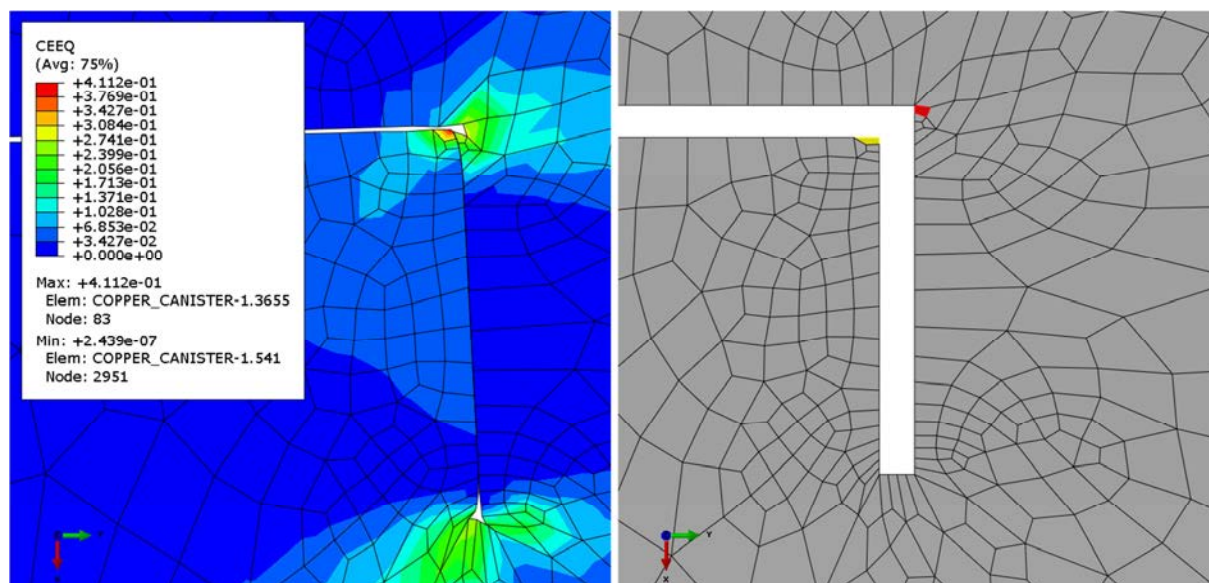 CEEQ
(Avg: 75%)
+4.112e-01
+3.769e-01
+3.427e-01
+3.084e-01
+2.741e-01
+2.399e-01
+2.056e-01
+1.713e-01
+1.371e-01
+1.028e-01
+6.853e-02
+3.427e-02
+0.000e+00
Max: +4.112e-01
Elem: COPPER_CANISTER-1.3655
Node: 83
Min: +2.439e-07
Elem: COPPER_CANISTER-1.541
Node: 2951
Y
X
Y
X